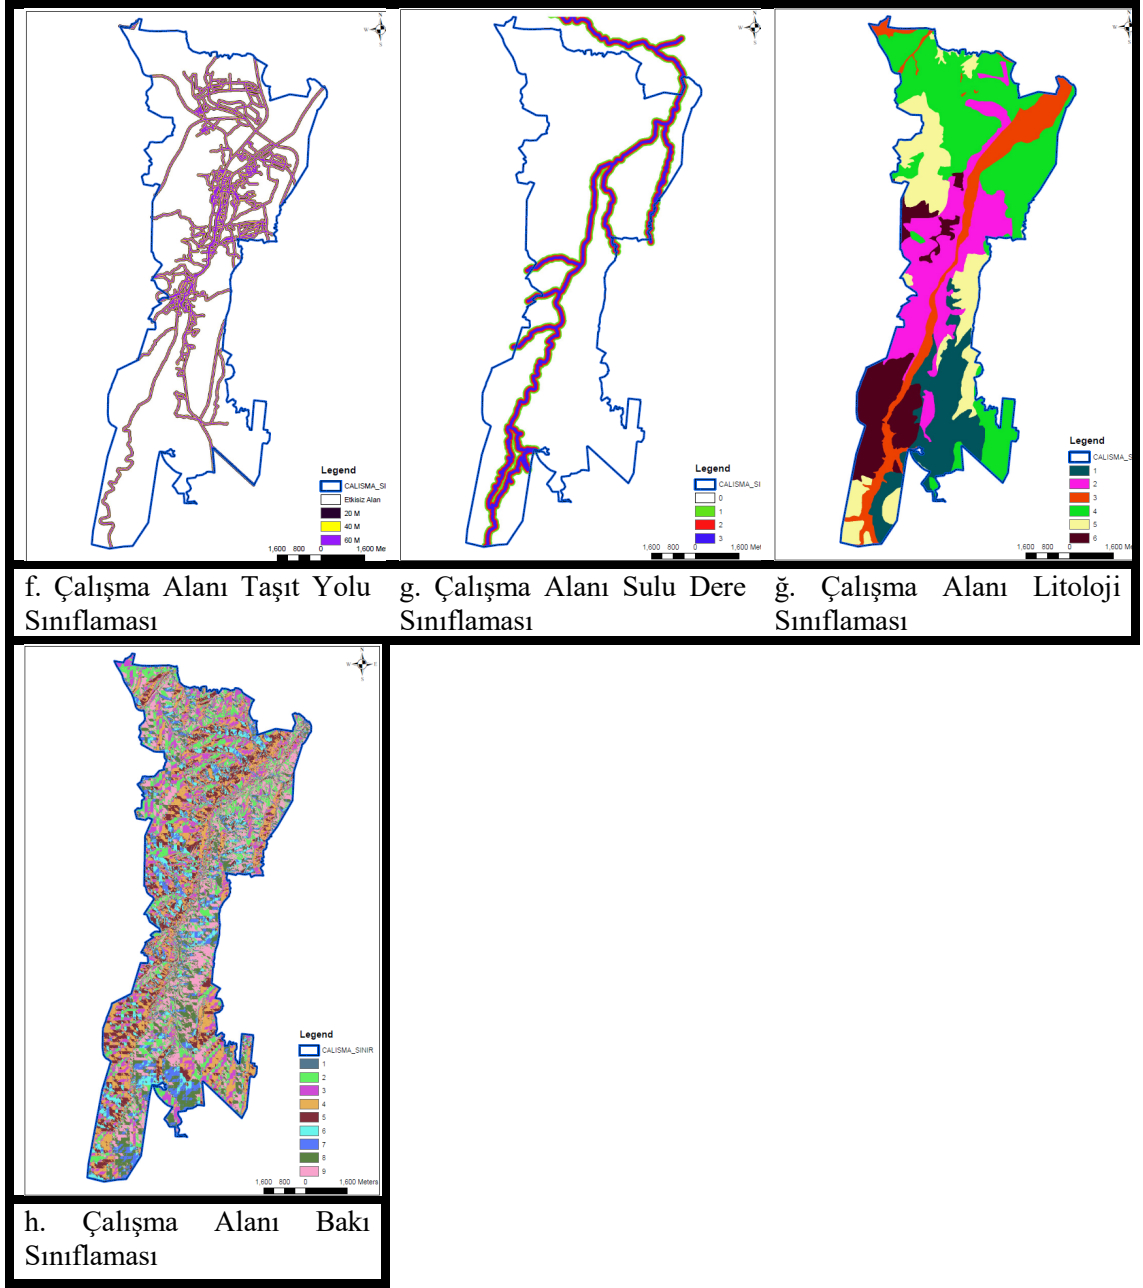 N
W
S
Legend
CALISMA_SI
Etkisiz Alan
20 M
40 M
60 M
1,600 800 0 1,600 Met
f. Çalışma Alanı Taşıt Yolu
Sınıflaması
N
W
S
Legend
CALISMA_SI
0
1
2
3
1,600 800 0 1,600 Met
g. Çalışma Alanı Sulu Dere
Sınıflaması
N
W
S
Legend
CALISMA_S
1
2
3
4
5
6
1,600 800 0 1,600 Met
ğ. Çalışma Alanı Litoloji
Sınıflaması
N
W E
S
Legend
CALISMA_SINIR
1
2
3
4
5
6
7
8
9
1,600 800 0 1,600 Meters
h. Çalışma Alanı Bakı
Sınıflaması